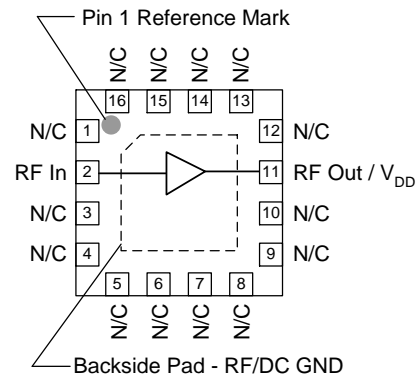 Pin 1 Reference Mark
N/C N/C N/C N/C
16 15 14 13
N/C 1 12 N/C
RF In 2 11 RF Out / VDD
N/C 3 10 N/C
N/C 4 9 N/C
5 6 7 8
N/C N/C N/C N/C
Backside Pad - RF/DC GND